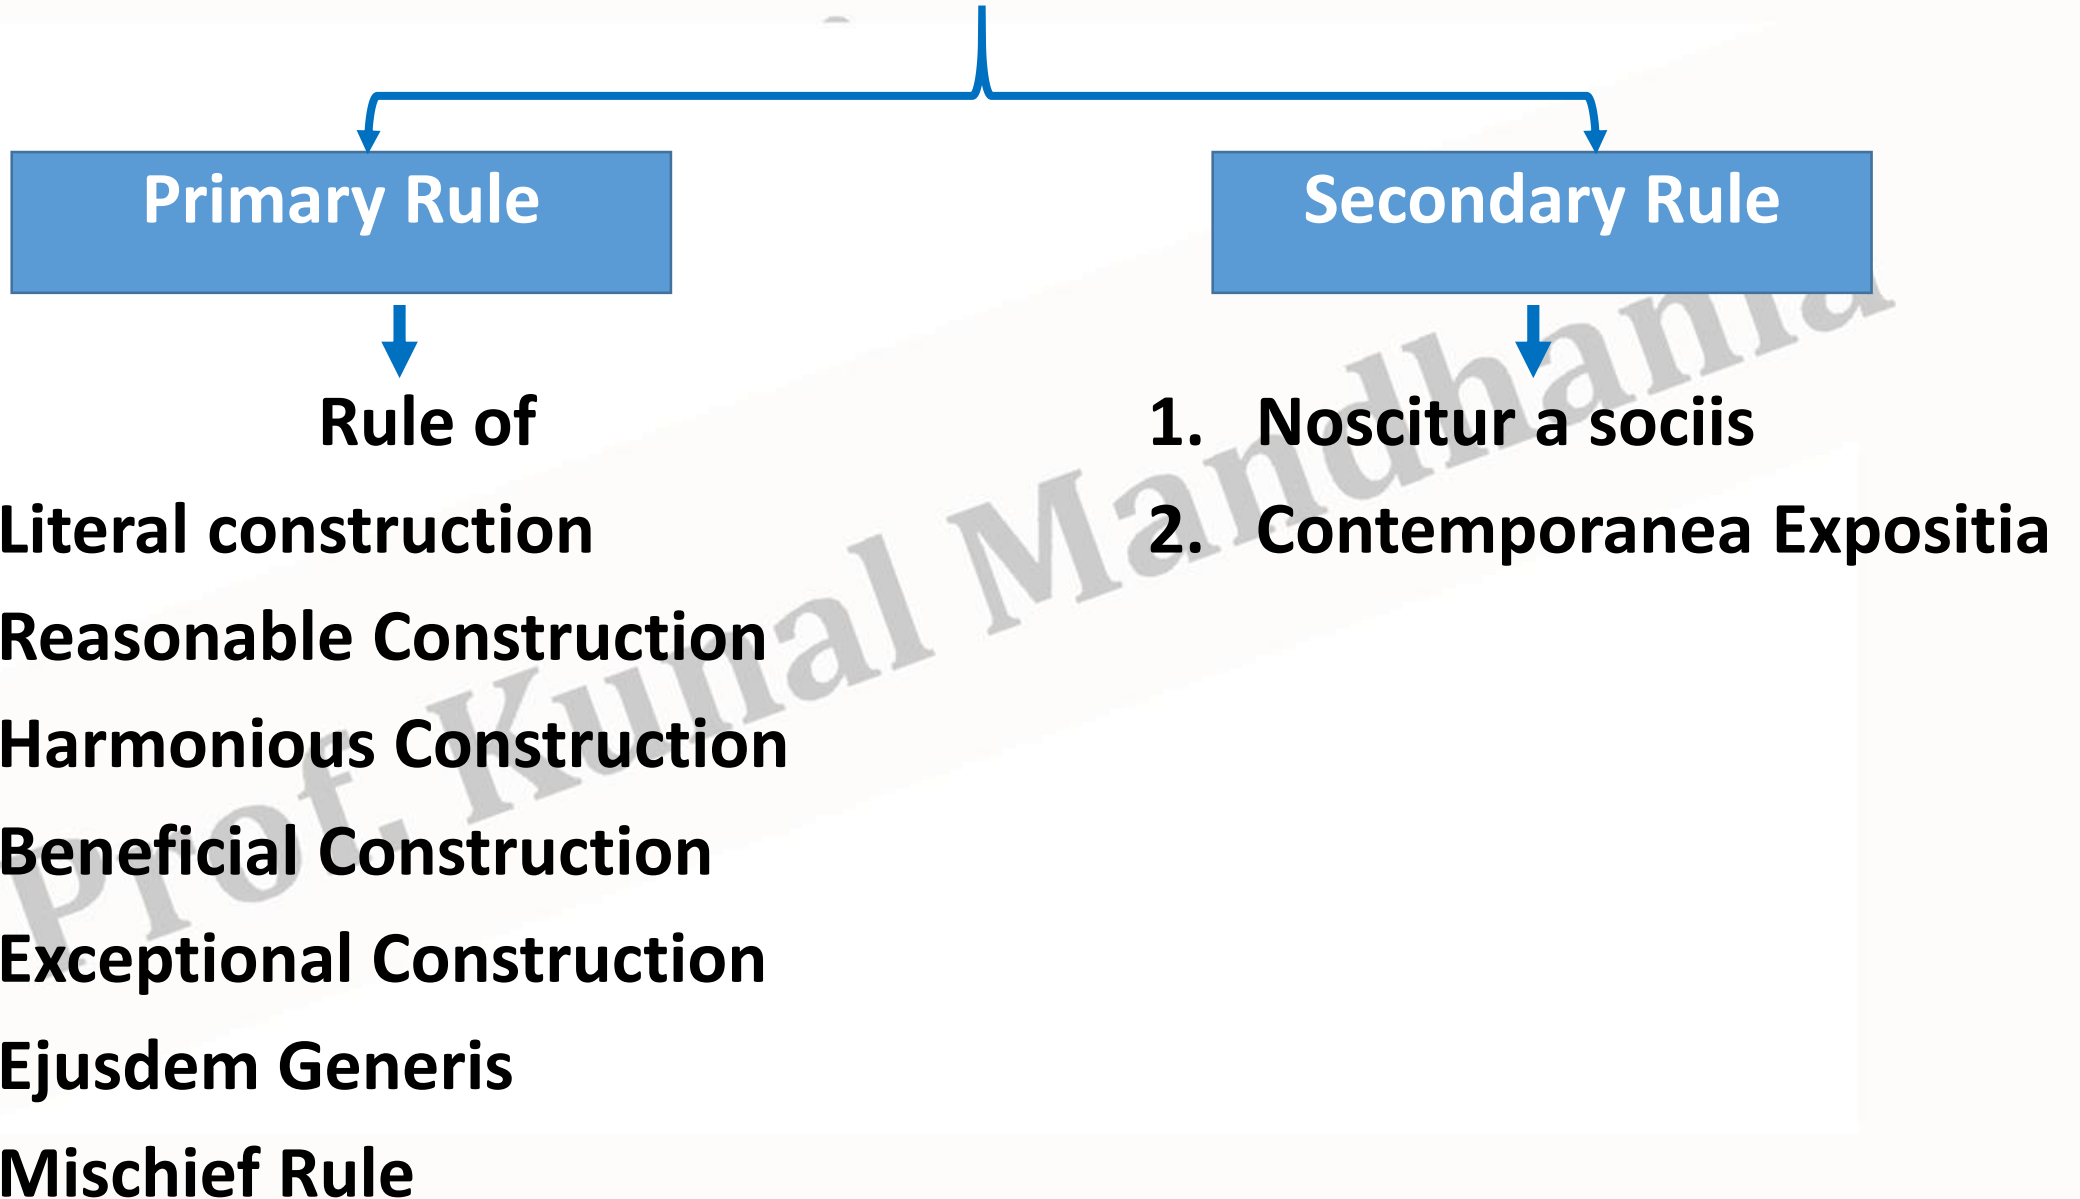 Primary Rule
Secondary Rule
Rule of
Literal construction
Reasonable Construction
Harmonious Construction
Beneficial Construction
Exceptional Construction
Ejusdem Generis
Mischief Rule
1. Noscitur a sociis
2. Contemporanea Expositia
Prof. Kunal Mandhania